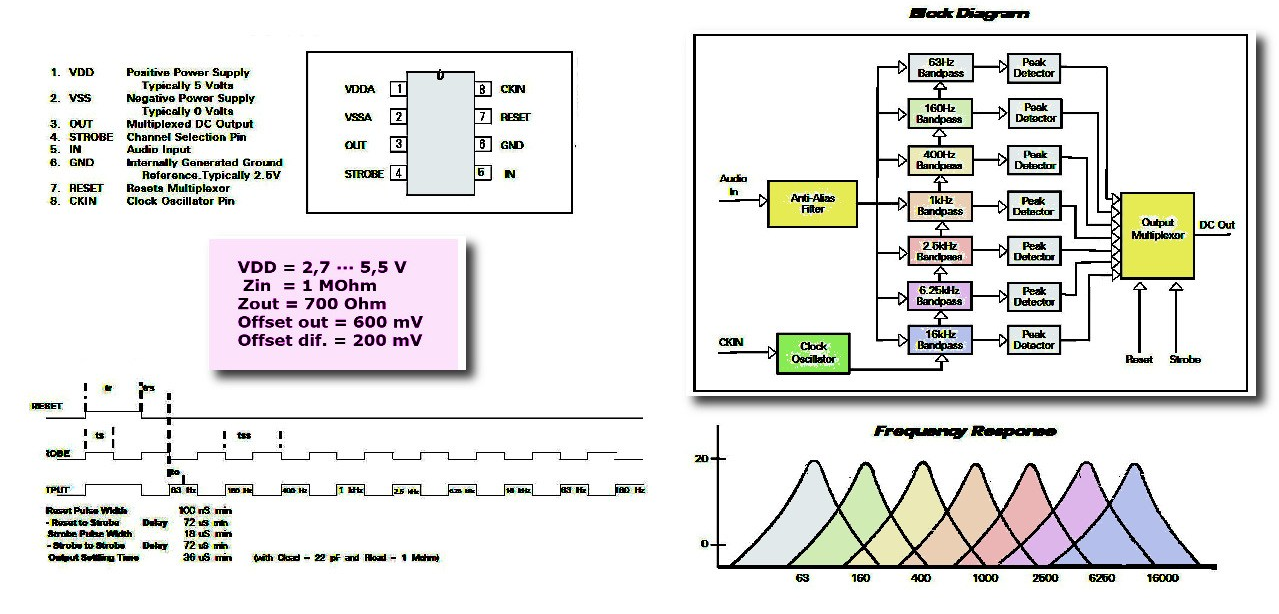 1. VDD Positive Power Supply
Typically 5 Volts
2. VSS Negative Power Supply
Typically 0 Volts
3. OUT Multiplexed DC Output
4. STROBE Channel Selection Pin
5. IN Audio Input
6. GND Internally Generated Ground
Reference.Typically 2.5V
7. RESET Resets Multiplexor
8. CKIN Clock Oscillator Pin
VDDA 1 8 CKIN
VSSA 2 7 RESET
OUT 3 6 GND
STROBE 4 5 IN
VDD = 2,7 ··· 5,5 V
Zin = 1 MOhm
Zout = 700 Ohm
Offset out = 600 mV
Offset dif. = 200 mV
tr trs
RESET
ts tss
ROBE
to
TPUT 63 Hz 160 Hz 400 Hz 1 kHz 2.5 kHz 6.25 kHz 16 kHz 63 Hz 160 Hz
Reset Pulse Width 100 nS min
- Reset to Strobe Delay 72 uS min
Strobe Pulse Width 18 uS min
- Strobe to Strobe Delay 72 uS min
Output Settling Time 36 uS min (with Cload = 22 pF and Rload = 1 Mohm)
Block Diagram
63Hz
Bandpass
Peak
Detector
160Hz
Bandpass
Peak
Detector
400Hz
Bandpass
Peak
Detector
Audio
In
Anti-Alias
Filter
1kHz
Bandpass
Peak
Detector
Output
Multiplexor
DC Out
2.5kHz
Bandpass
Peak
Detector
6.25kHz
Bandpass
Peak
Detector
CKIN
Clock
Oscillator
16kHz
Bandpass
Peak
Detector
Reset Strobe
Frequency Response
20
0
63 160 400 1000 2500 6250 16000